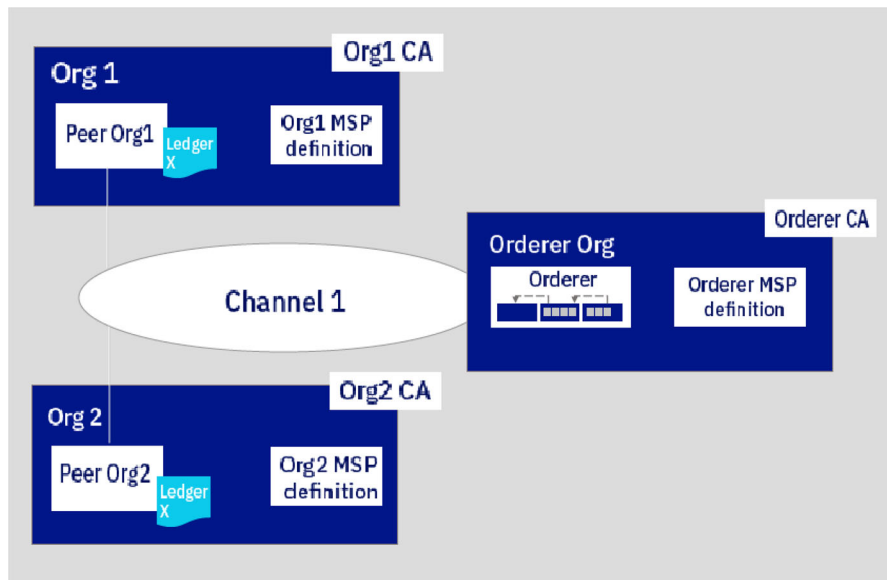 Org1 CA
Org 1
Peer Org1
Ledger
X
Org1 MSP
definition
Orderer CA
Orderer Org
Orderer
Orderer MSP
definition
Channel 1
Org2 CA
Org 2
Peer Org2
Ledger
X
Org2 MSP
definition